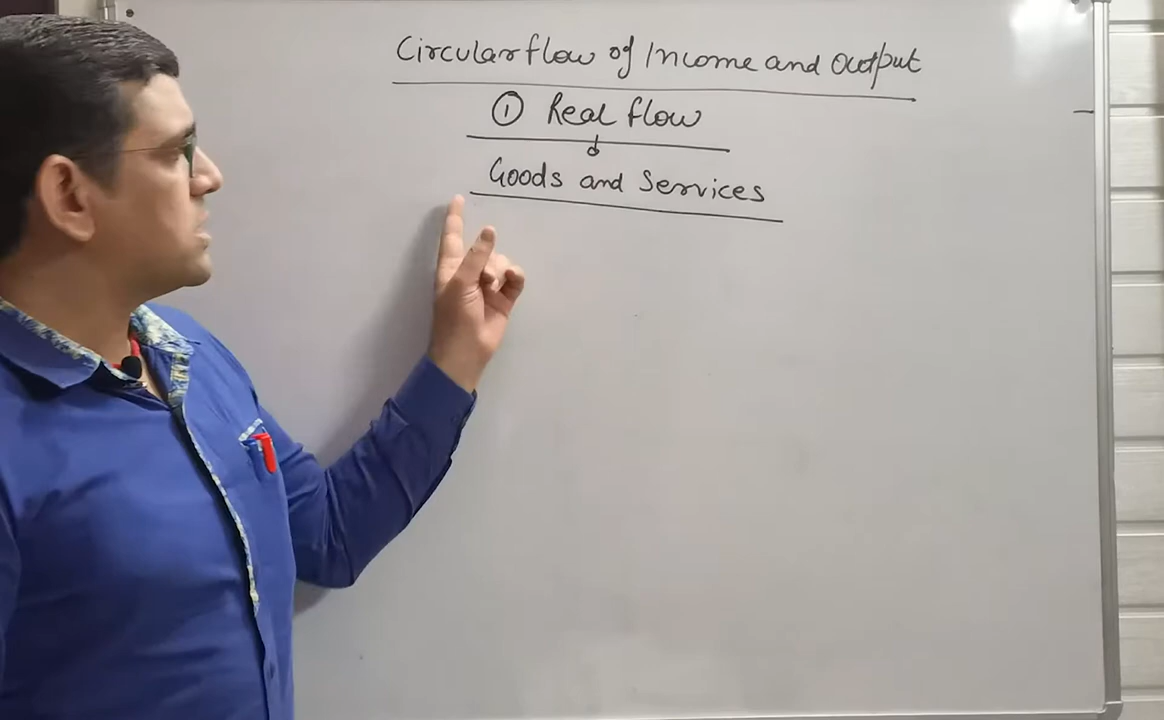 Circular flow of Income and output
① Real flow
Goods and Services